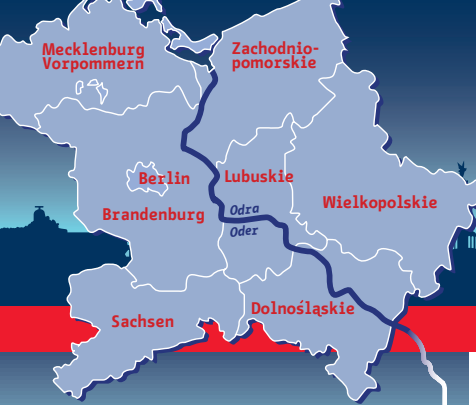 Mecklenburg
Vorpommern
Zachodnio-
pomorskie
Berlin
Lubuskie
Brandenburg
Wielkopolskie
Odra
Oder
Sachsen
Dolnośląskie